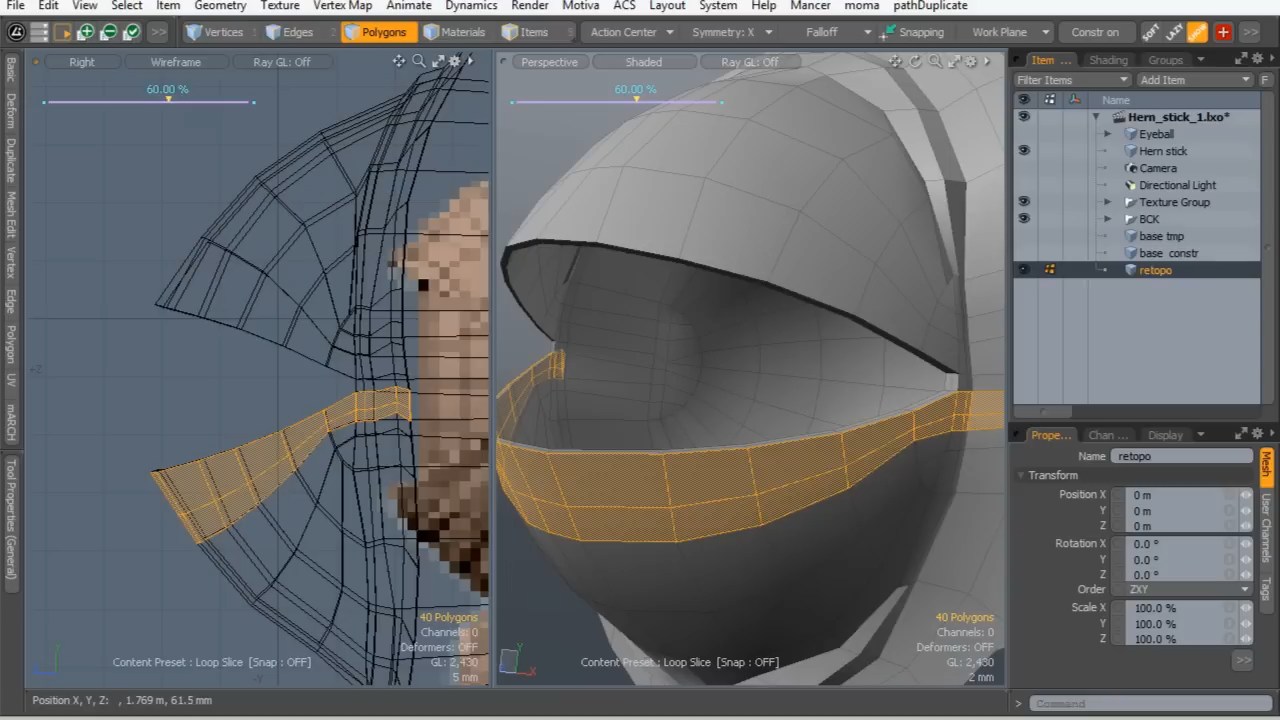 File Edit View Select Item Geometry Texture Vertex Map Animate Dynamics Render Motiva ACS Layout System Help Mancer moma pathDuplicate
>> Vertices 1 Edges 2 Polygons Materials Items 5 Action Center Symmetry: X Falloff Snapping Work Plane Constr on SOFT LAZY SHOW >>
Basic
Deform
Duplicate
Mesh Edit
Vertex
Edge
Polygon
UV
mARCH
Tool Properties (General)
Right Wireframe Ray GL: Off
60.00 %
-Z
-Y
40 Polygons
Channels: 0
Deformers: OFF
GL: 2,430
5 mm
Content Preset : Loop Slice [Snap : OFF]
Perspective Shaded Ray GL: Off
60.00 %
40 Polygons
Channels: 0
Deformers: OFF
GL: 2,430
2 mm
Content Preset : Loop Slice [Snap : OFF]
Y
X
Item ... Shading Groups
Filter Items Add Item F
Name
Hern_stick_1.lxo*
Eyeball
Hern stick
Camera
Directional Light
Texture Group
BCK
base tmp
base constr
retopo
Prope... Chan ... Display
Name retopo
Transform
Position X 0 m
Y 0 m
Z 0 m
Rotation X 0.0 °
Y 0.0 °
Z 0.0 °
Order ZXY
Scale X 100.0 %
Y 100.0 %
Z 100.0 %
>>
Mesh
User Channels
Tags
Position X, Y, Z: , 1.769 m, 61.5 mm
> Command